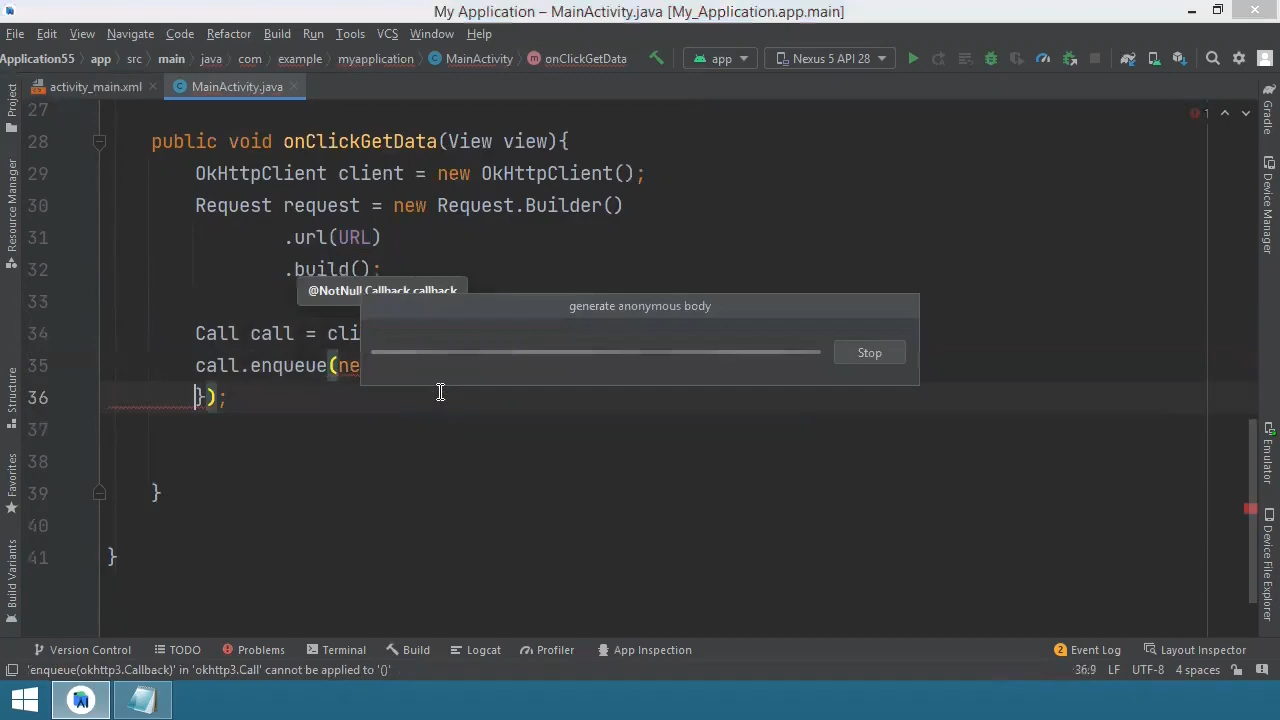 My Application – MainActivity.java [My_Application.app.main]
File Edit View Navigate Code Refactor Build Run Tools VCS Window Help
Application55 app src main java com example myapplication MainActivity onClickGetData app Nexus 5 API 28
activity_main.xml MainActivity.java
Project
Resource Manager
Structure
Favorites
Build Variants
27
28 public void onClickGetData(View view){
29 OkHttpClient client = new OkHttpClient();
30 Request request = new Request.Builder()
31 .url(URL)
32 .build();
@NotNull Callback callback
33
generate anonymous body
34 Call call = cli
Stop
35 call.enqueue(ne
36 });
37
38
39 }
40
41 }
1
Gradle
Device Manager
Emulator
Device File Explorer
Version Control TODO Problems Terminal Build Logcat Profiler App Inspection 2 Event Log Layout Inspector
'enqueue(okhttp3.Callback)' in 'okhttp3.Call' cannot be applied to '()' 36:9 LF UTF-8 4 spaces